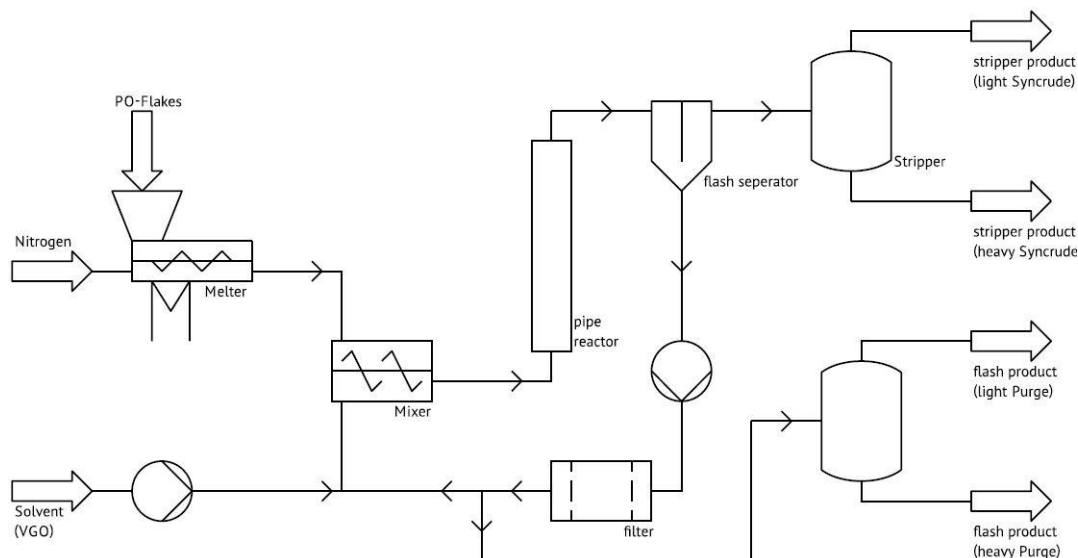 PO-Flakes
Nitrogen
Melter
Mixer
Solvent
(VGO)
pipe
reactor
flash seperator
filter
Stripper
stripper product
(light Syncrude)
stripper product
(heavy Syncrude
flash product
(light Purge)
flash product
(heavy Purge)